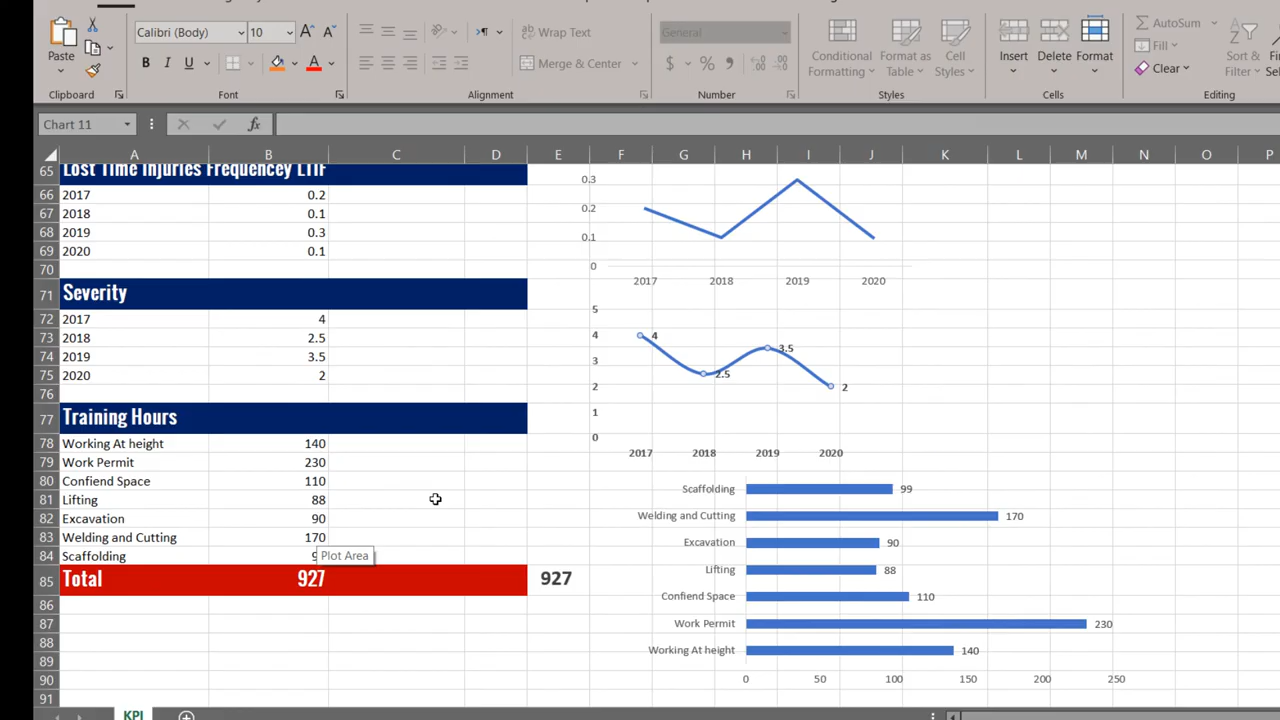 Calibri (Body) 10 Wrap Text General AutoSum
Paste B I U Merge & Center $ % Conditional Formatting Format as Table Cell Styles Insert Delete Format Fill Clear Sort & Filter
Clipboard Font Alignment Number Styles Cells Editing
Chart 11 fx
A B C D E F G H I J K L M N O P
65 Lost Time Injuries Frequencey LTIF
66 2017 0.2
67 2018 0.1
68 2019 0.3
69 2020 0.1
70
71 Severity
72 2017 4
73 2018 2.5
74 2019 3.5
75 2020 2
76
77 Training Hours
78 Working At height 140
79 Work Permit 230
80 Confiend Space 110
81 Lifting 88
82 Excavation 90
83 Welding and Cutting 170
84 Scaffolding 9 Plot Area
85 Total 927 927
86
87
88
89
90
91
0.3
0.2
0.1
0
2017 2018 2019 2020
5
4
3
2
1
0
4 2.5 3.5 2
2017 2018 2019 2020
Scaffolding 99
Welding and Cutting 170
Excavation 90
Lifting 88
Confiend Space 110
Work Permit 230
Working At height 140
0 50 100 150 200 250
KPI